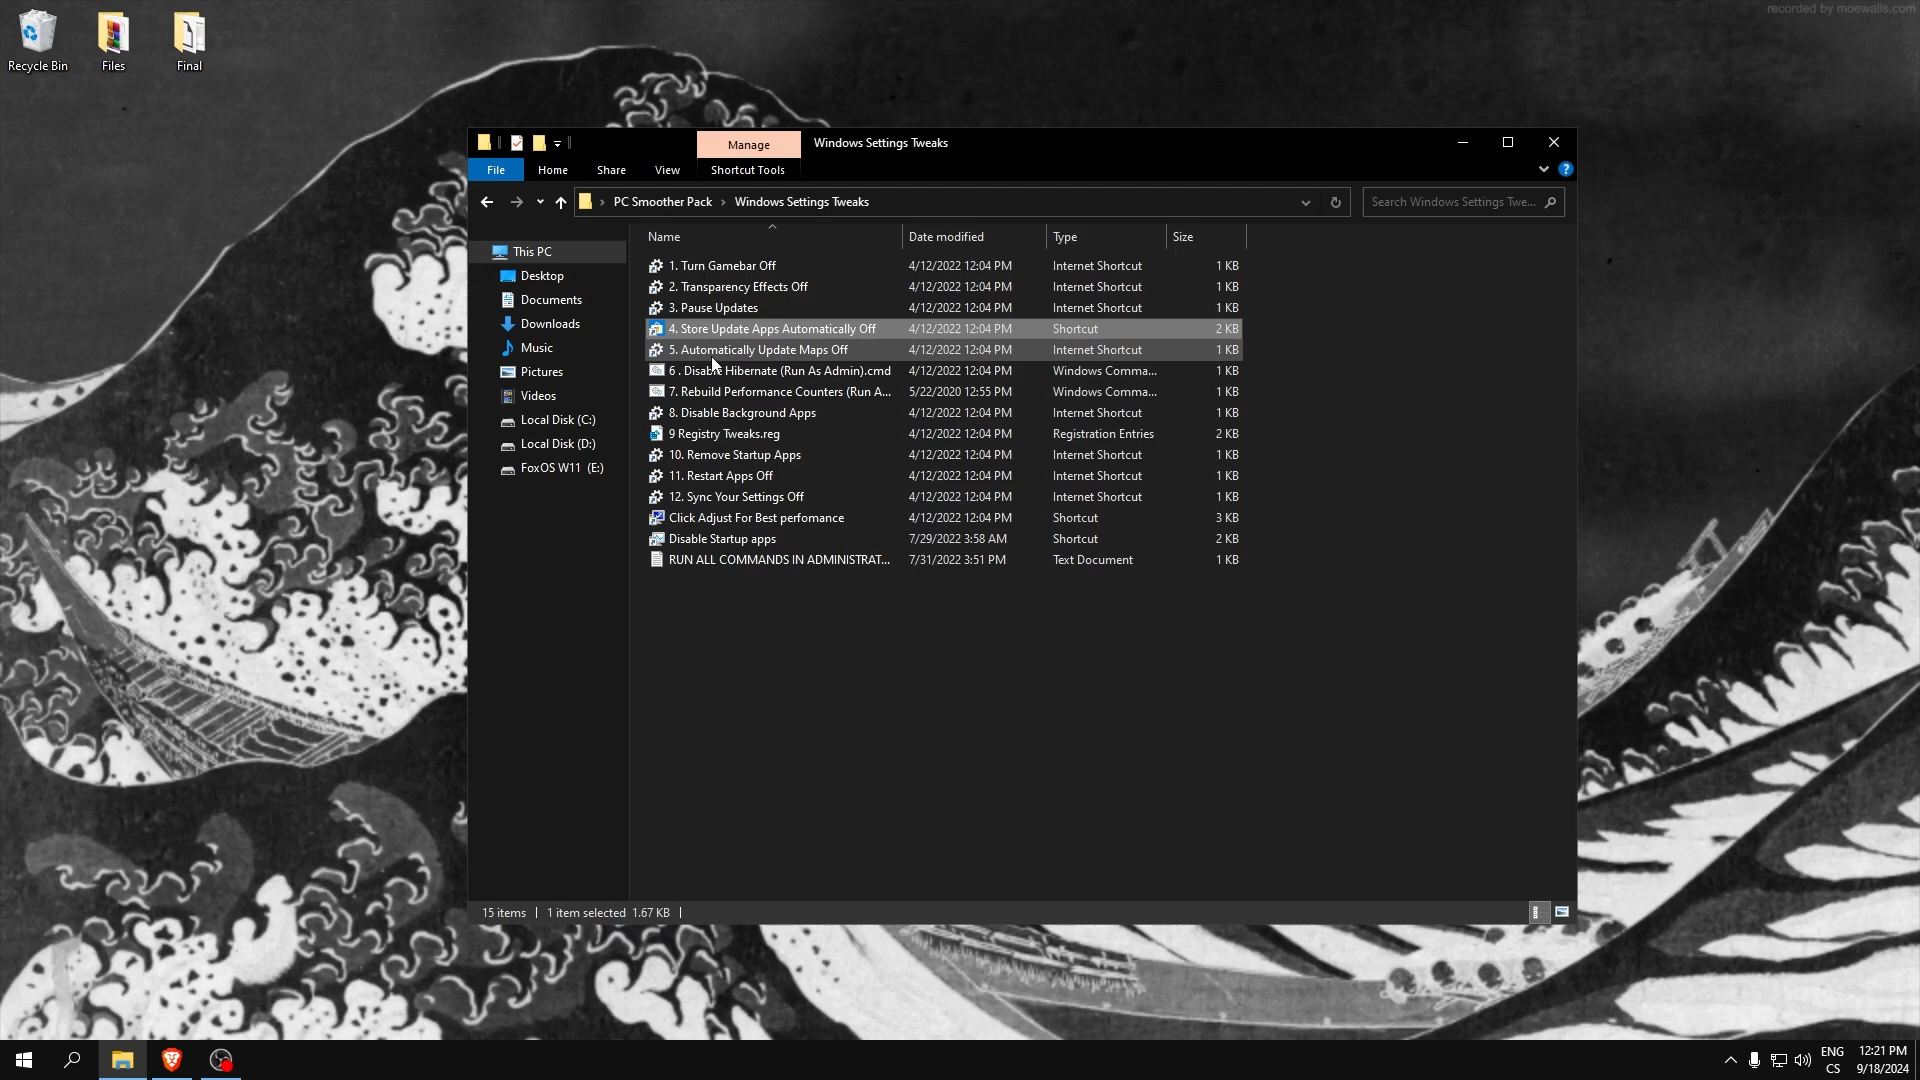 recorded by moewalls.com
Recycle Bin
Files
Final
Manage
Windows Settings Tweaks
File
Home
Share
View
Shortcut Tools
PC Smoother Pack
Windows Settings Tweaks
Search Windows Settings Twe...
This PC
Desktop
Documents
Downloads
Music
Pictures
Videos
Local Disk (C:)
Local Disk (D:)
FoxOS W11 (E:)
Name Date modified Type Size
1. Turn Gamebar Off 4/12/2022 12:04 PM Internet Shortcut 1 KB
2. Transparency Effects Off 4/12/2022 12:04 PM Internet Shortcut 1 KB
3. Pause Updates 4/12/2022 12:04 PM Internet Shortcut 1 KB
4. Store Update Apps Automatically Off 4/12/2022 12:04 PM Shortcut 2 KB
5. Automatically Update Maps Off 4/12/2022 12:04 PM Internet Shortcut 1 KB
6 . Disable Hibernate (Run As Admin).cmd 4/12/2022 12:04 PM Windows Comma... 1 KB
7. Rebuild Performance Counters (Run A... 5/22/2020 12:55 PM Windows Comma... 1 KB
8. Disable Background Apps 4/12/2022 12:04 PM Internet Shortcut 1 KB
9 Registry Tweaks.reg 4/12/2022 12:04 PM Registration Entries 2 KB
10. Remove Startup Apps 4/12/2022 12:04 PM Internet Shortcut 1 KB
11. Restart Apps Off 4/12/2022 12:04 PM Internet Shortcut 1 KB
12. Sync Your Settings Off 4/12/2022 12:04 PM Internet Shortcut 1 KB
Click Adjust For Best perfomance 4/12/2022 12:04 PM Shortcut 3 KB
Disable Startup apps 7/29/2022 3:58 AM Shortcut 2 KB
RUN ALL COMMANDS IN ADMINISTRAT... 7/31/2022 3:51 PM Text Document 1 KB
15 items
1 item selected 1.67 KB
ENG
CS
12:21 PM
9/18/2024